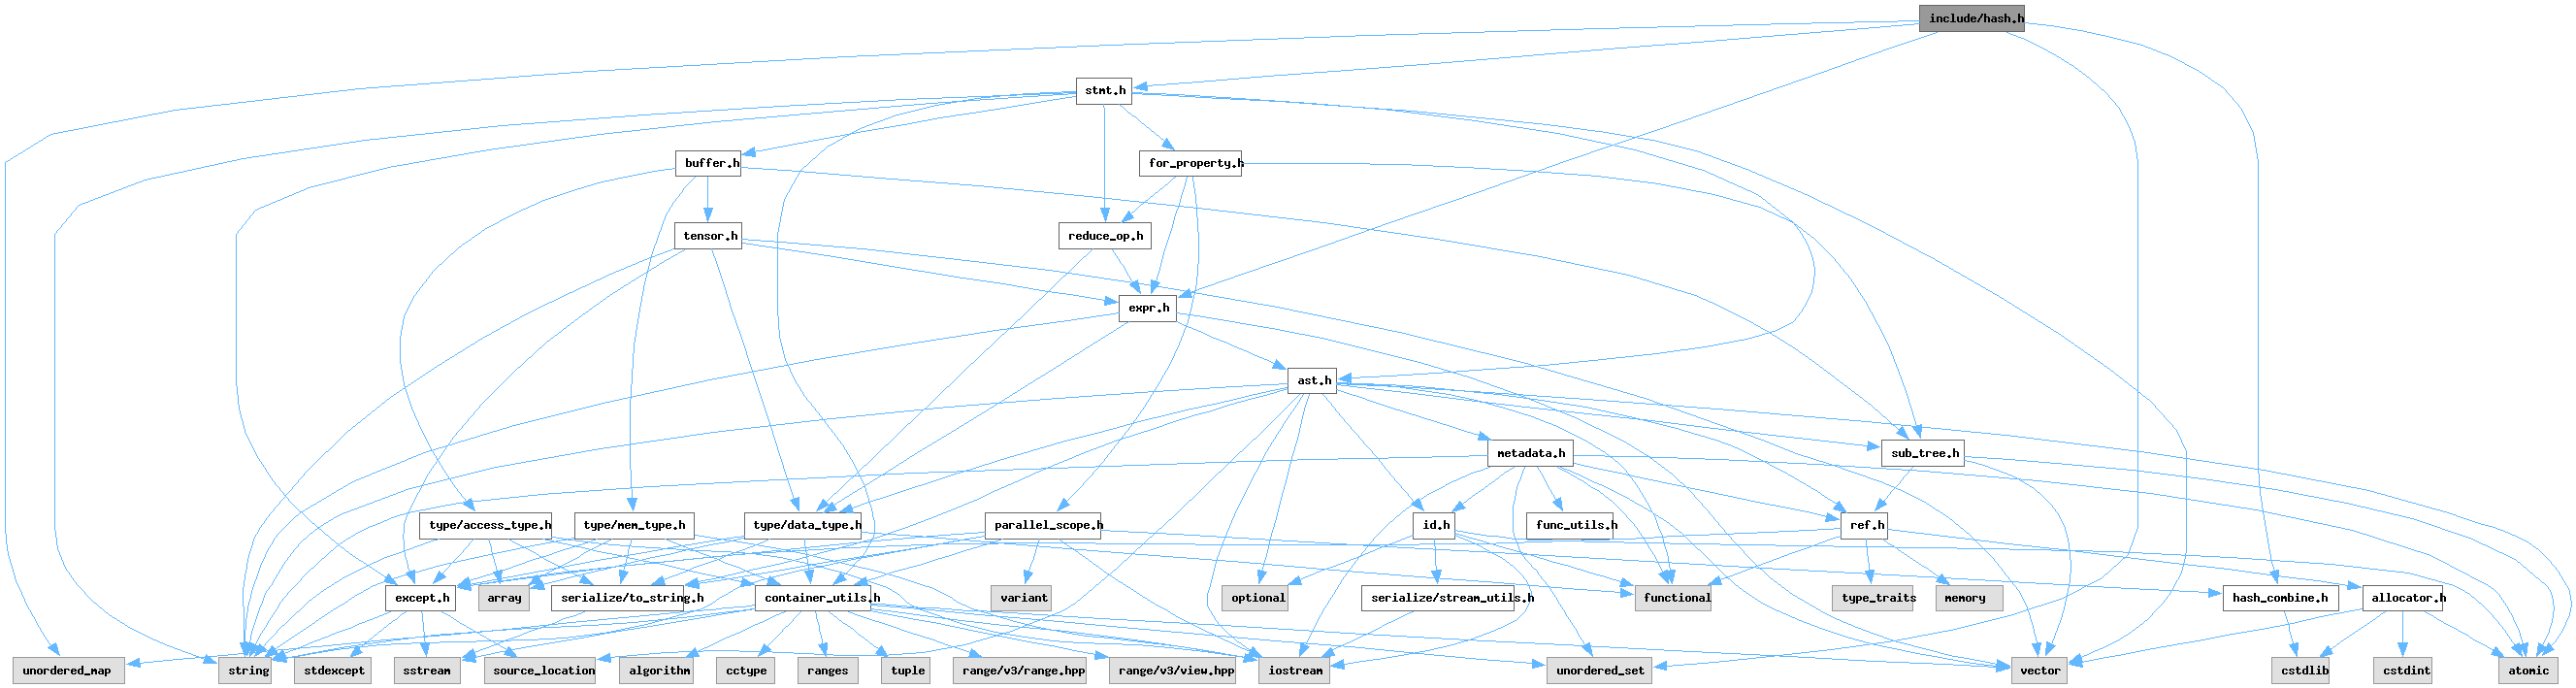 include/hash.h
stmt.h
buffer.h
for_property.h
tensor.h
reduce_op.h
expr.h
ast.h
metadata.h
sub_tree.h
type/access_type.h
type/mem_type.h
type/data_type.h
parallel_scope.h
id.h
func_utils.h
ref.h
except.h
array
serialize/to_string.h
container_utils.h
variant
optional
serialize/stream_utils.h
functional
type_traits
memory
hash_combine.h
allocator.h
unordered_map
string
stdexcept
sstream
source_location
algorithm
cctype
ranges
tuple
range/v3/range.hpp
range/v3/view.hpp
iostream
unordered_set
vector
cstdlib
cstdint
atomic